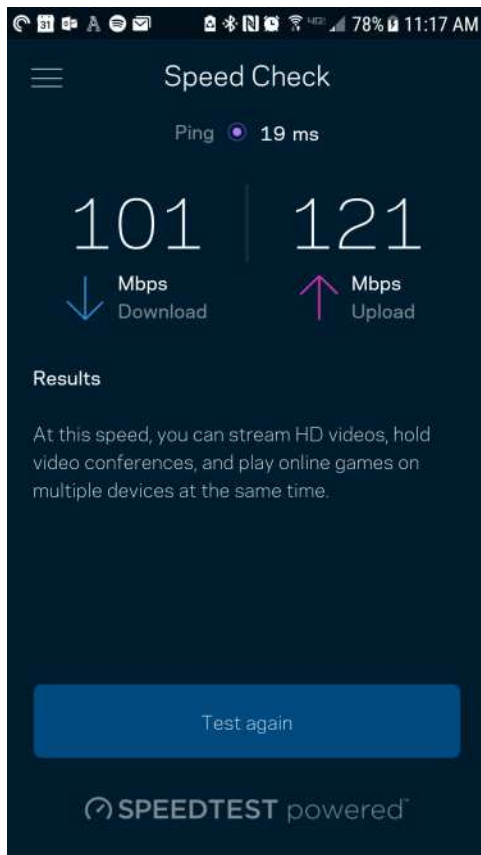 31 78% 11:17 AM
Speed Check
Ping 19 ms
101 121
Mbps Mbps
Download Upload
Results
At this speed, you can stream HD videos, hold
video conferences, and play online games on
multiple devices at the same time.
Test again
SPEEDTEST powered™